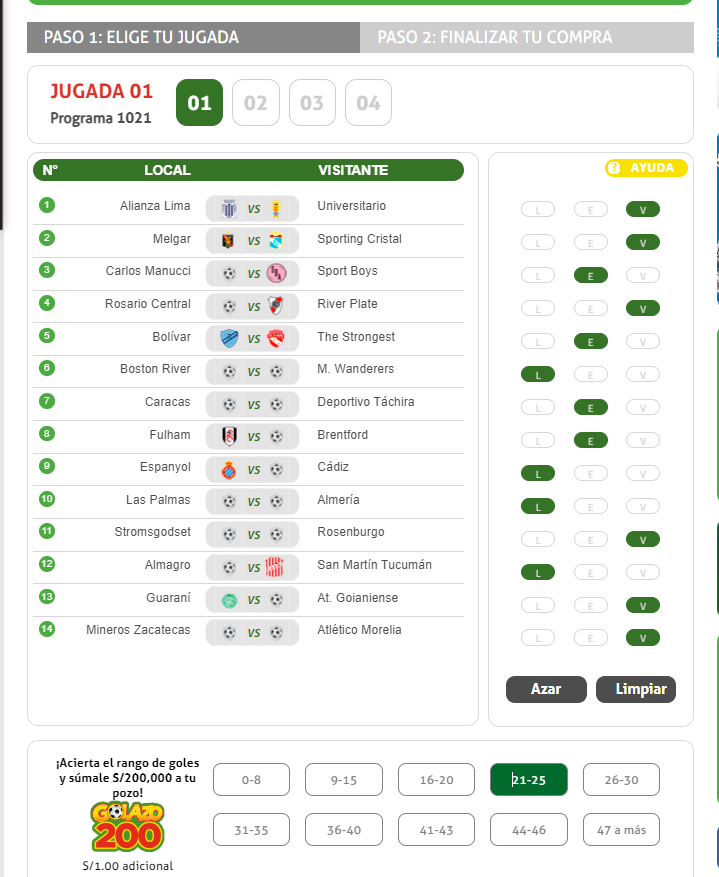 PASO 1: ELIGE TU JUGADA PASO 2: FINALIZAR TU COMPRA
JUGADA 01
Programa 1021
01 02 03 04
N° LOCAL VISITANTE
AYUDA
1 Alianza Lima VS Universitario L E V
2 Melgar VS Sporting Cristal L E V
3 Carlos Manucci VS Sport Boys L E V
4 Rosario Central VS River Plate L E V
5 Bolívar VS The Strongest L E V
6 Boston River VS M. Wanderers L E V
7 Caracas VS Deportivo Táchira L E V
8 Fulham VS Brentford L E V
9 Espanyol VS Cádiz L E V
10 Las Palmas VS Almería L E V
11 Stromsgodset VS Rosenburgo L E V
12 Almagro VS San Martín Tucumán L E V
13 Guaraní VS At. Goianiense L E V
14 Mineros Zacatecas VS Atlético Morelia L E V
Azar Limpiar
¡Acierta el rango de goles
y súmale S/200,000 a tu
pozo!
GOLAZO
200
S/1.00 adicional
0-8 9-15 16-20 21-25 26-30
31-35 36-40 41-43 44-46 47 a más